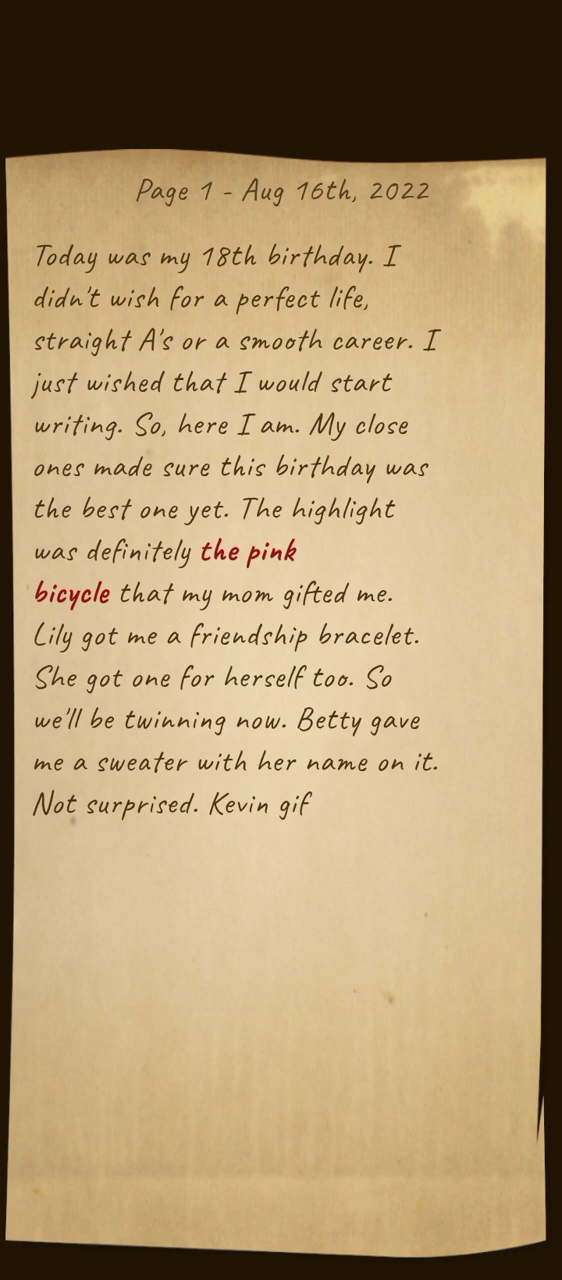 Page 1 - Aug 16th, 2022
Today was my 18th birthday. I
didn't wish for a perfect life,
straight A's or a smooth career. I
just wished that I would start
writing. So, here I am. My close
ones made sure this birthday was
the best one yet. The highlight
was definitely the pink
bicycle that my mom gifted me.
Lily got me a friendship bracelet.
She got one for herself too. So
we'll be twinning now. Betty gave
me a sweater with her name on it.
Not surprised. Kevin gif